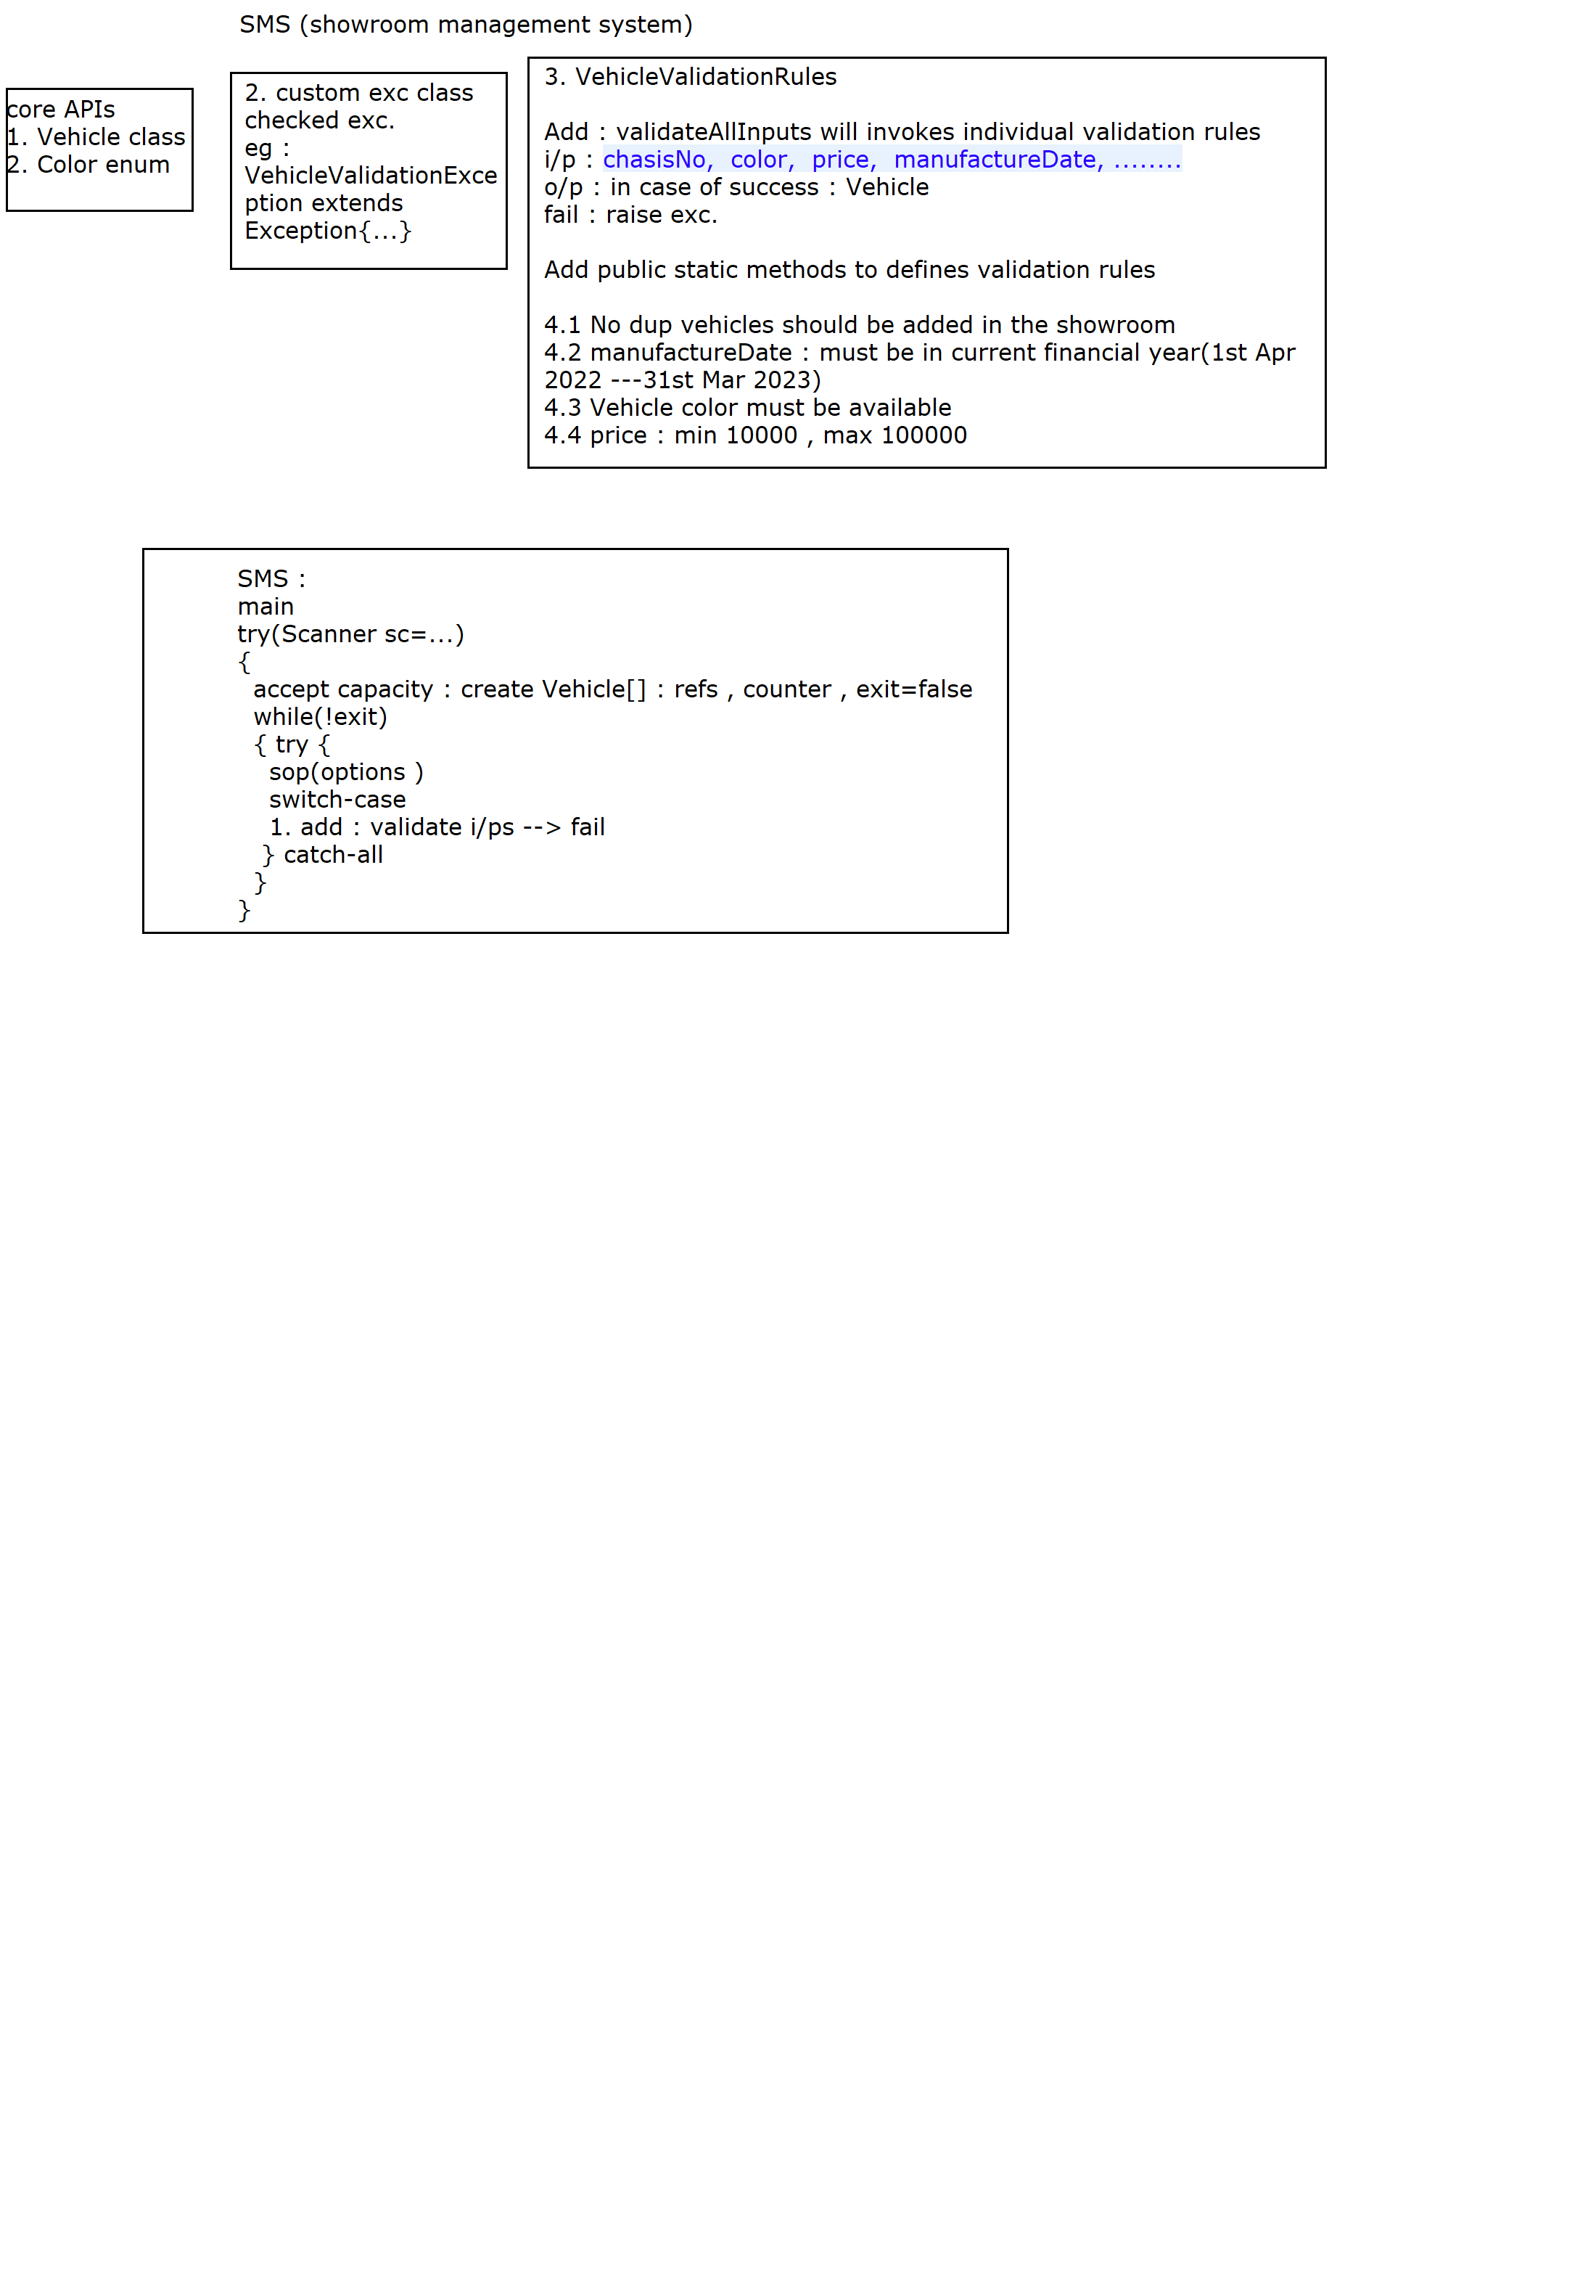 SMS (showroom management system)
core APIs
1. Vehicle class
2. Color enum
2. custom exc class
checked exc.
eg :
VehicleValidationExce
ption extends
Exception{...}
3. VehicleValidationRules
Add : validateAllInputs will invokes individual validation rules
i/p : chasisNo, color, price, manufactureDate, ........
o/p : in case of success : Vehicle
fail : raise exc.
Add public static methods to defines validation rules
4.1 No dup vehicles should be added in the showroom
4.2 manufactureDate : must be in current financial year(1st Apr
2022 ---31st Mar 2023)
4.3 Vehicle color must be available
4.4 price : min 10000 , max 100000
SMS :
main
try(Scanner sc=...)
{
accept capacity : create Vehicle[] : refs , counter , exit=false
while(!exit)
{ try {
sop(options )
switch-case
1. add : validate i/ps --> fail
} catch-all
}
}